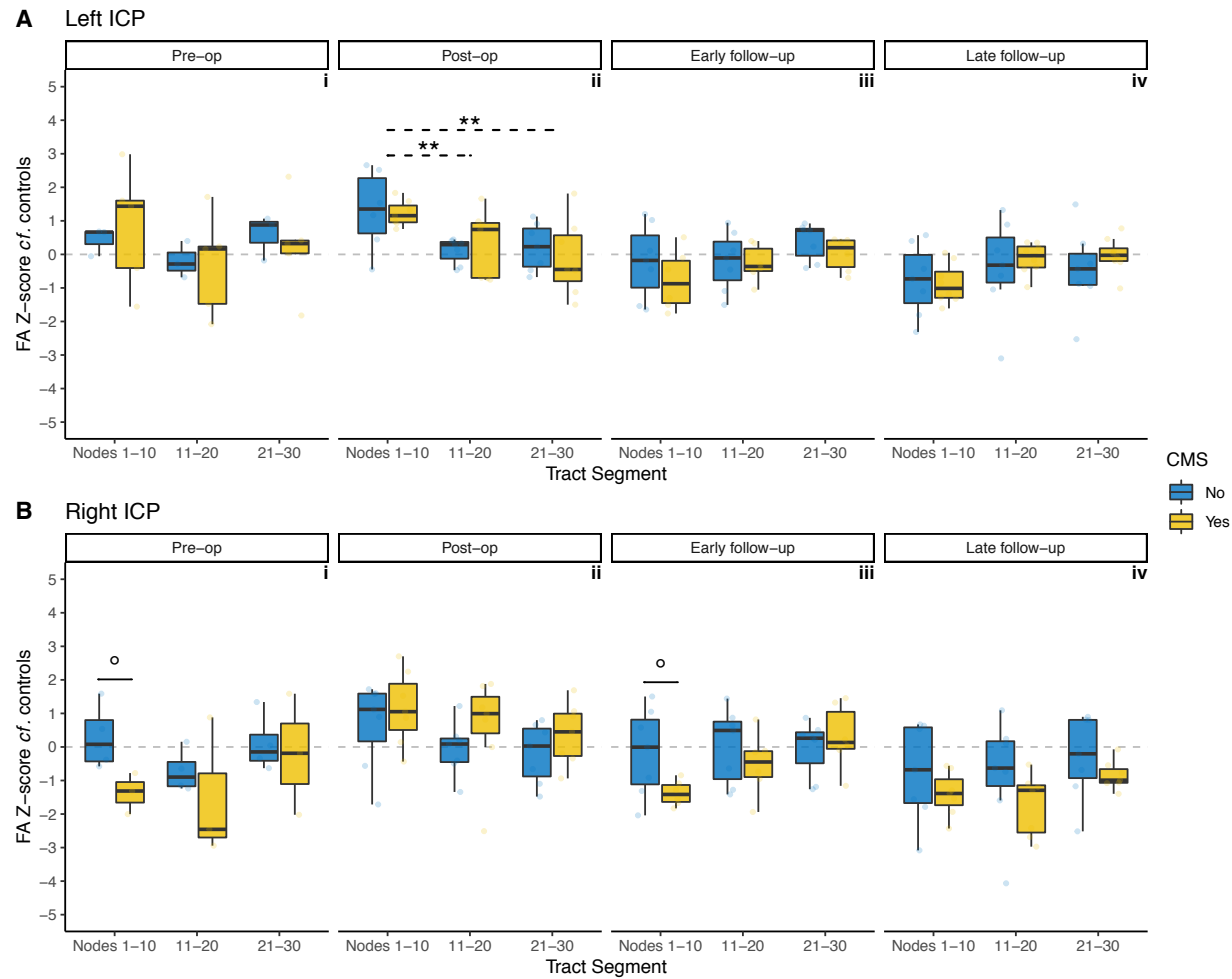 A Left ICP
Pre−op Post−op Early follow−up Late follow−up
i ii iii iv
FA Z−score cf. controls
5
4
3
2
1
0
−1
−2
−3
−4
−5
**
**
Nodes 1−10 11−20 21−30 Nodes 1−10 11−20 21−30 Nodes 1−10 11−20 21−30 Nodes 1−10 11−20 21−30
Tract Segment
CMS
No
Yes
B Right ICP
Pre−op Post−op Early follow−up Late follow−up
i ii iii iv
FA Z−score cf. controls
5
4
3
2
1
0
−1
−2
−3
−4
−5
Nodes 1−10 11−20 21−30 Nodes 1−10 11−20 21−30 Nodes 1−10 11−20 21−30 Nodes 1−10 11−20 21−30
Tract Segment